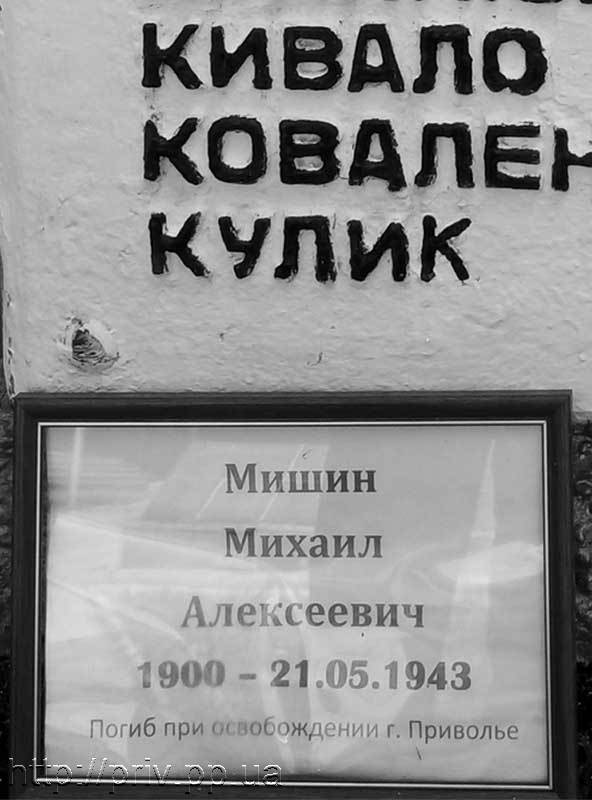 КИВАЛО
КОВАЛЕН
КУЛИК
Мишин
Михаил
Алексеевич
1900 – 21.05.1943
Погиб при освобождении г. Приволье
http://priv.pp.ua